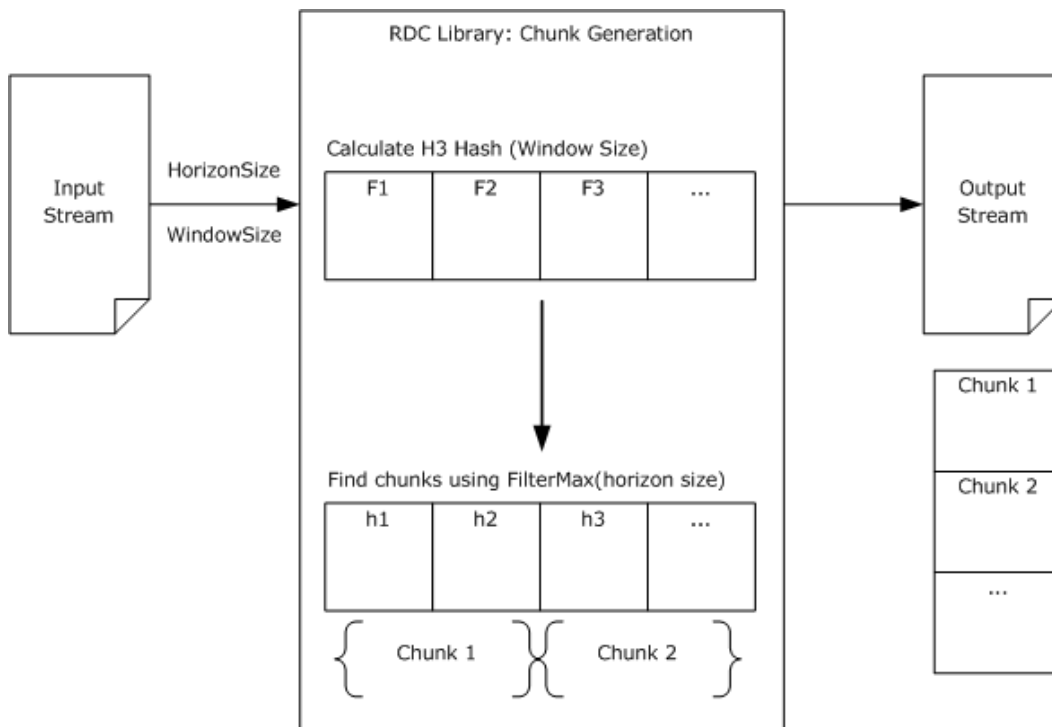 RDC Library: Chunk Generation
Input
Stream
HorizonSize
WindowSize
Calculate H3 Hash (Window Size)
F1 F2 F3 ...
Find chunks using FilterMax(horizon size)
h1 h2 h3 ...
Chunk 1 Chunk 2
Output
Stream
Chunk 1
Chunk 2
...